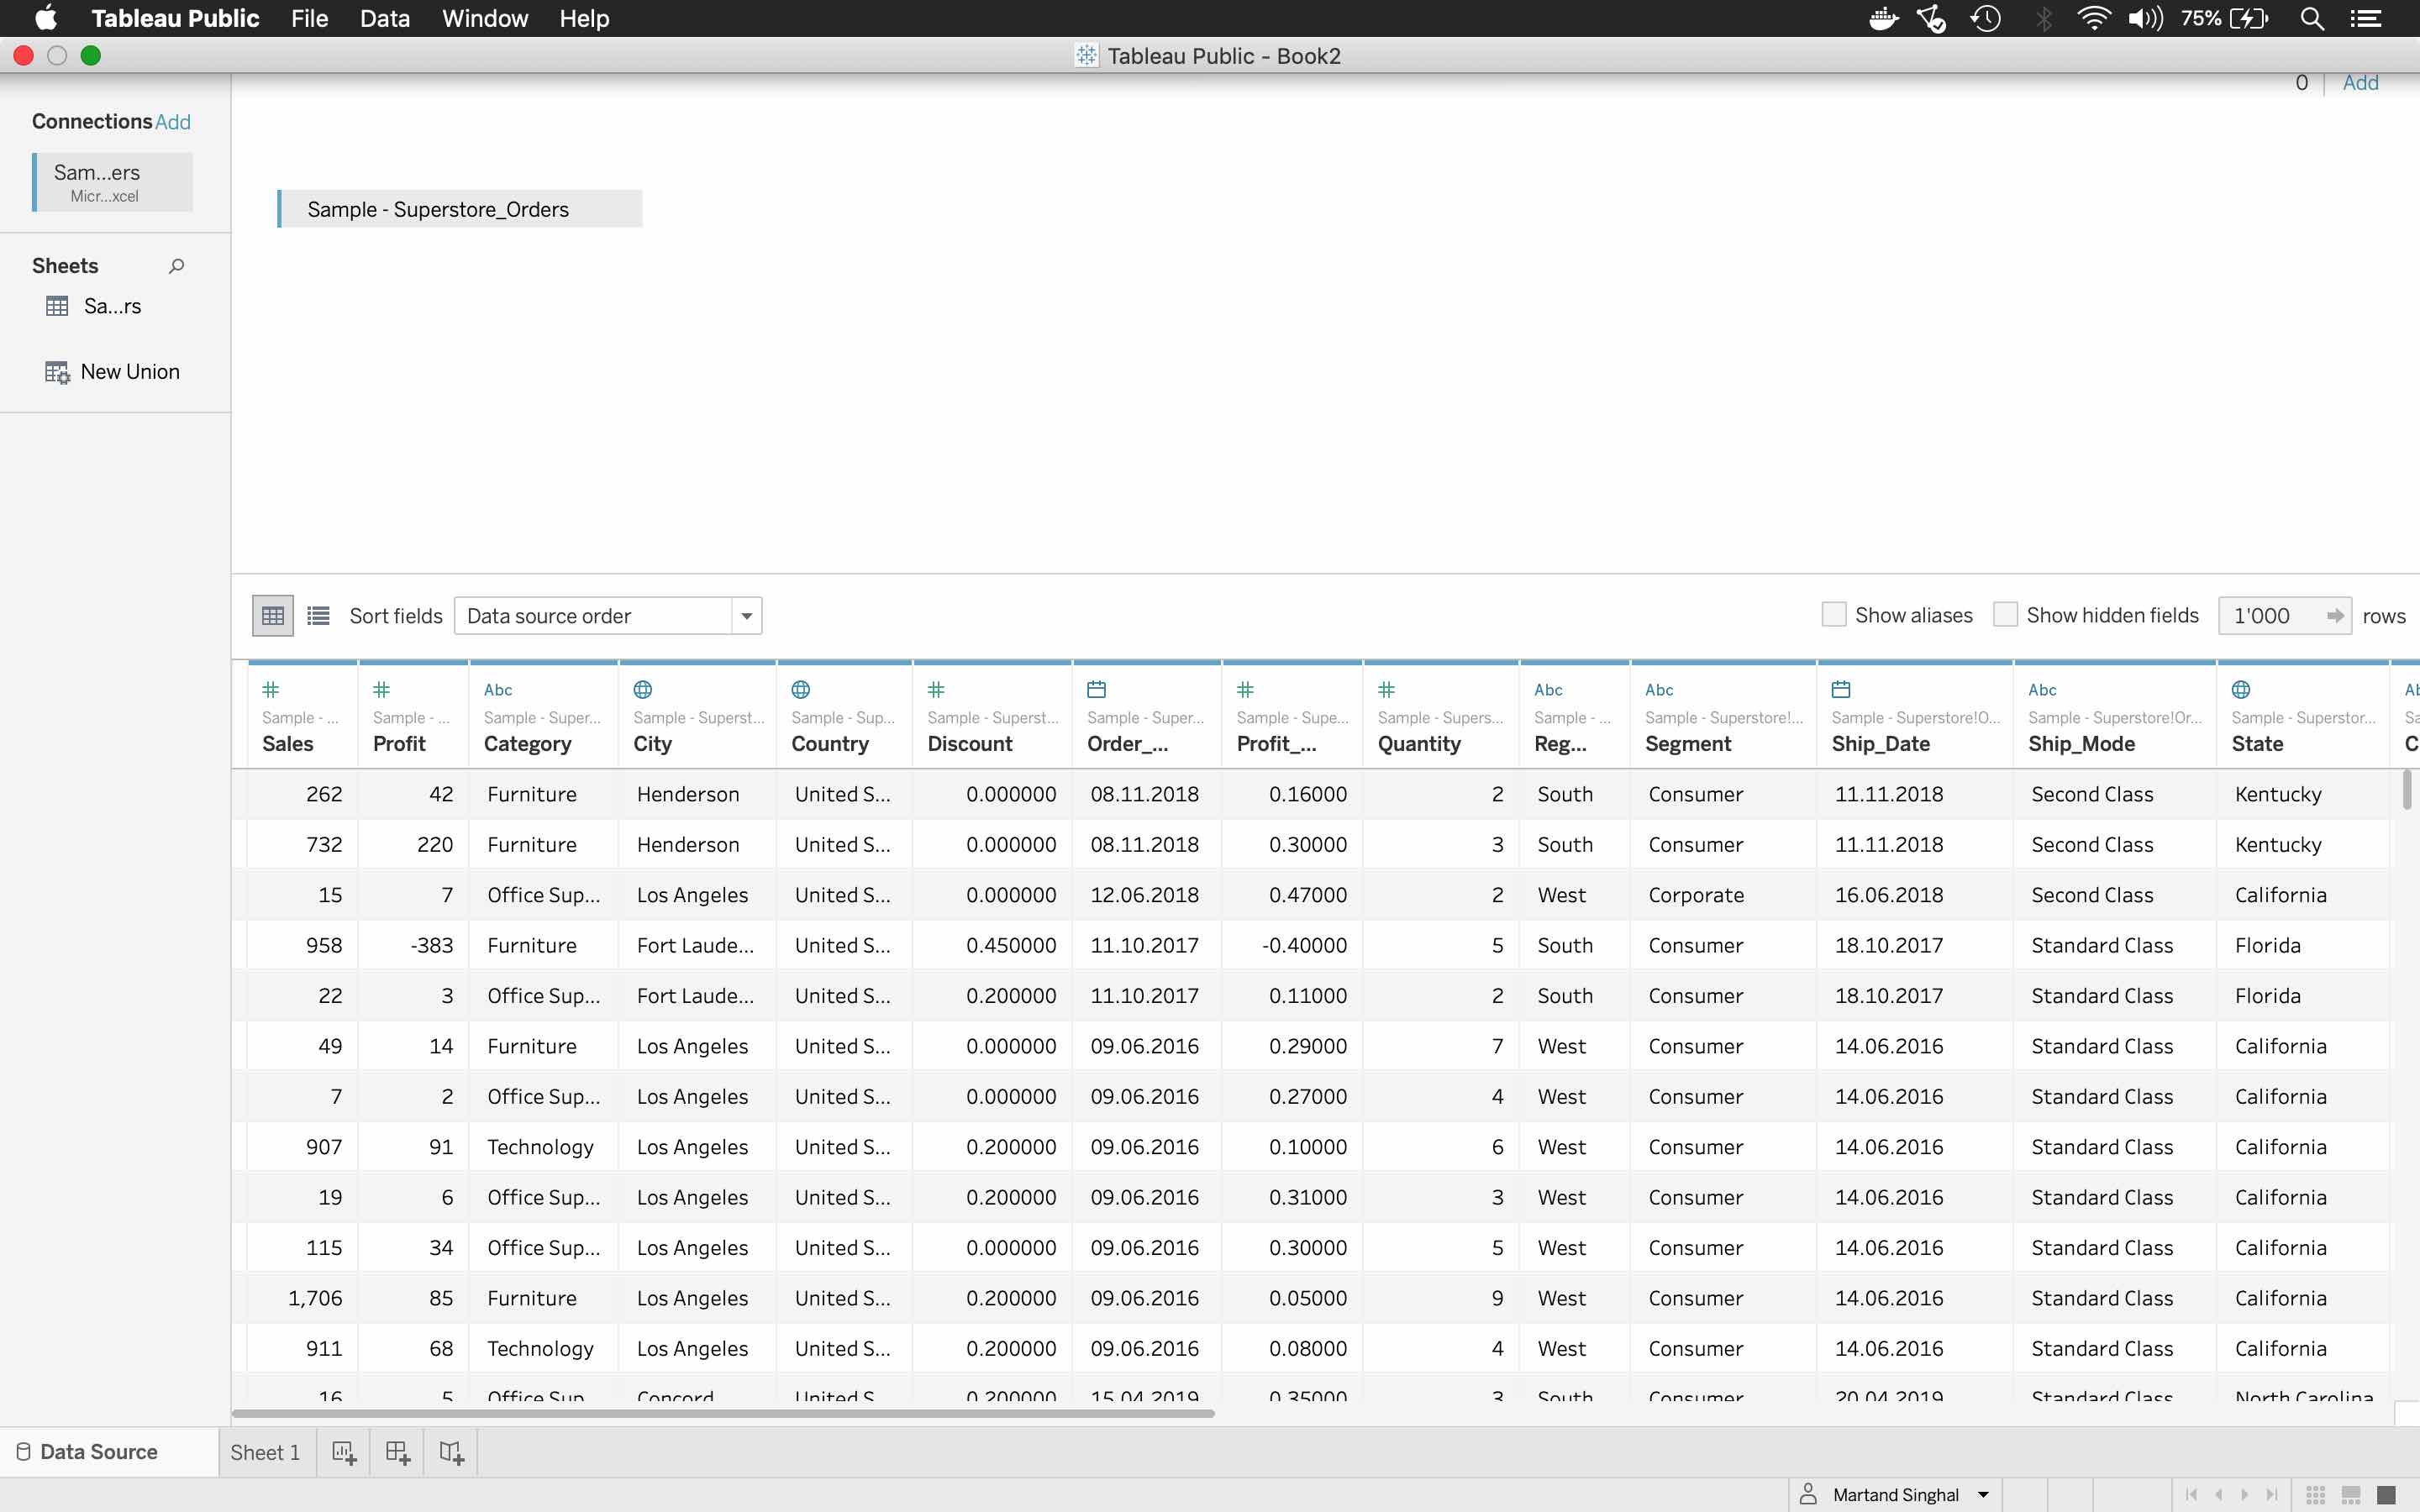 Tableau Public File Data Window Help 75%
Tableau Public - Book2
0 Add
Connections Add
Sam...ers
Micr...xcel
Sample - Superstore_Orders
Sheets
Sa...rs
New Union
Sort fields Data source order Show aliases Show hidden fields 1'000 rows
# # Abc # # # Abc Abc Abc Ab
Sample - ... Sample - ... Sample - Super... Sample - Superst... Sample - Sup... Sample - Superst... Sample - Super... Sample - Supe... Sample - Supers... Sample - ... Sample - Superstore!... Sample - Superstore!O... Sample - Superstore!Or... Sample - Superstor... Sa
Sales Profit Category City Country Discount Order_... Profit_... Quantity Reg... Segment Ship_Date Ship_Mode State C
262 42 Furniture Henderson United S... 0.000000 08.11.2018 0.16000 2 South Consumer 11.11.2018 Second Class Kentucky
732 220 Furniture Henderson United S... 0.000000 08.11.2018 0.30000 3 South Consumer 11.11.2018 Second Class Kentucky
15 7 Office Sup... Los Angeles United S... 0.000000 12.06.2018 0.47000 2 West Corporate 16.06.2018 Second Class California
958 -383 Furniture Fort Laude... United S... 0.450000 11.10.2017 -0.40000 5 South Consumer 18.10.2017 Standard Class Florida
22 3 Office Sup... Fort Laude... United S... 0.200000 11.10.2017 0.11000 2 South Consumer 18.10.2017 Standard Class Florida
49 14 Furniture Los Angeles United S... 0.000000 09.06.2016 0.29000 7 West Consumer 14.06.2016 Standard Class California
7 2 Office Sup... Los Angeles United S... 0.000000 09.06.2016 0.27000 4 West Consumer 14.06.2016 Standard Class California
907 91 Technology Los Angeles United S... 0.200000 09.06.2016 0.10000 6 West Consumer 14.06.2016 Standard Class California
19 6 Office Sup... Los Angeles United S... 0.200000 09.06.2016 0.31000 3 West Consumer 14.06.2016 Standard Class California
115 34 Office Sup... Los Angeles United S... 0.000000 09.06.2016 0.30000 5 West Consumer 14.06.2016 Standard Class California
1,706 85 Furniture Los Angeles United S... 0.200000 09.06.2016 0.05000 9 West Consumer 14.06.2016 Standard Class California
911 68 Technology Los Angeles United S... 0.200000 09.06.2016 0.08000 4 West Consumer 14.06.2016 Standard Class California
16 5 Office Sup Concord United S 0.200000 15.04.2019 0.35000 3 South Consumer 20.04.2019 Standard Class North Carolina
Data Source Sheet 1
Martand Singhal